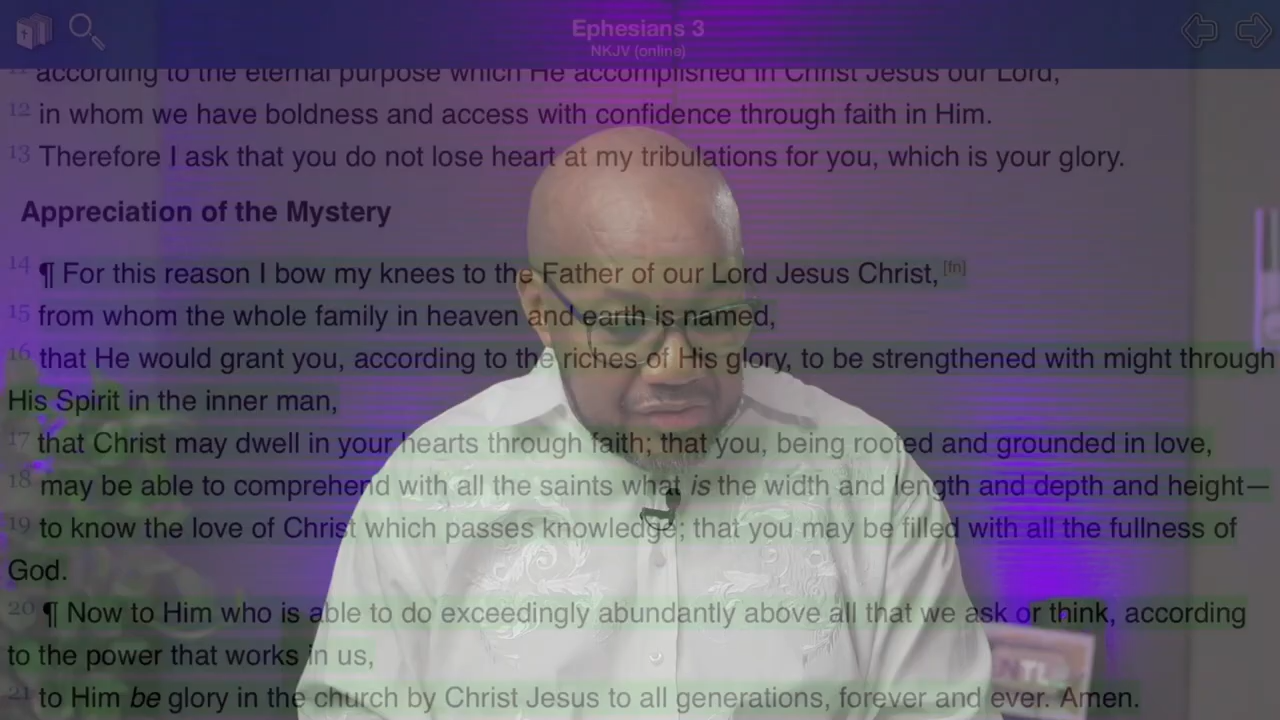 Ephesians 3
NKJV (online)
11 according to the eternal purpose which He accomplished in Christ Jesus our Lord,
12 in whom we have boldness and access with confidence through faith in Him.
13 Therefore I ask that you do not lose heart at my tribulations for you, which is your glory.
Appreciation of the Mystery
14 ¶ For this reason I bow my knees to the Father of our Lord Jesus Christ, [fn]
15 from whom the whole family in heaven and earth is named,
16 that He would grant you, according to the riches of His glory, to be strengthened with might through
His Spirit in the inner man,
17 that Christ may dwell in your hearts through faith; that you, being rooted and grounded in love,
18 may be able to comprehend with all the saints what is the width and length and depth and height—
19 to know the love of Christ which passes knowledge; that you may be filled with all the fullness of
God.
20 ¶ Now to Him who is able to do exceedingly abundantly above all that we ask or think, according
to the power that works in us,
21 to Him be glory in the church by Christ Jesus to all generations, forever and ever. Amen.
NTL